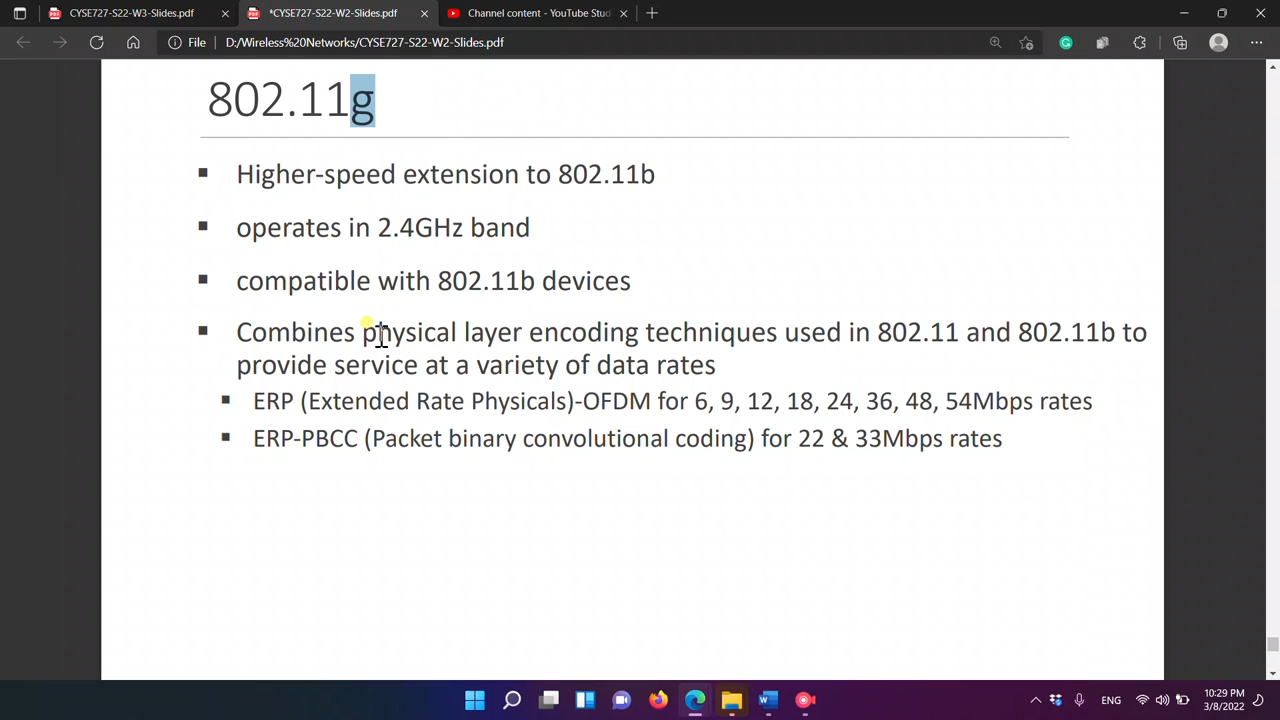 CYSE727-S22-W3-Slides.pdf
*CYSE727-S22-W2-Slides.pdf
Channel content - YouTube Stud
File D:/Wireless%20Networks/CYSE727-S22-W2-Slides.pdf
802.11g
Higher-speed extension to 802.11b
operates in 2.4GHz band
compatible with 802.11b devices
Combines physical layer encoding techniques used in 802.11 and 802.11b to
provide service at a variety of data rates
ERP (Extended Rate Physicals)-OFDM for 6, 9, 12, 18, 24, 36, 48, 54Mbps rates
ERP-PBCC (Packet binary convolutional coding) for 22 & 33Mbps rates
ENG
10:29 PM
3/8/2022